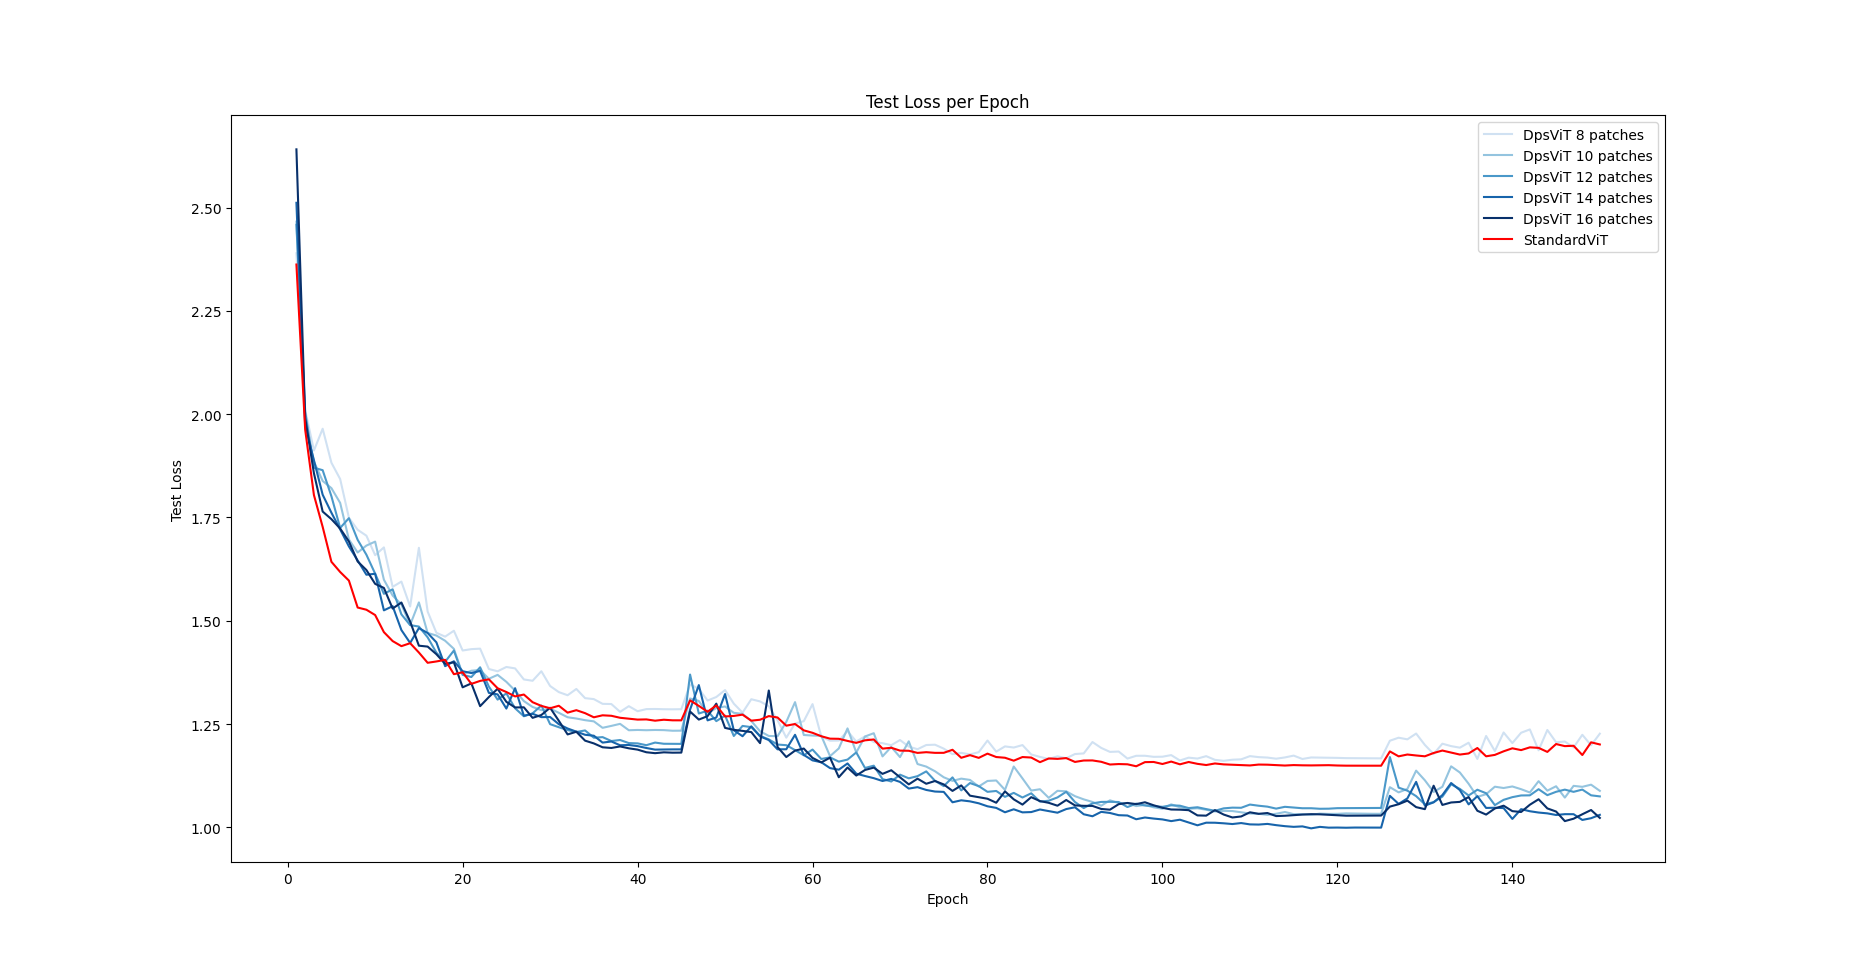 Test Loss per Epoch
DpsViT 8 patches
DpsViT 10 patches
DpsViT 12 patches
DpsViT 14 patches
DpsViT 16 patches
StandardViT
Test Loss
2.50
2.25
2.00
1.75
1.50
1.25
1.00
0
20
40
60
80
100
120
140
Epoch